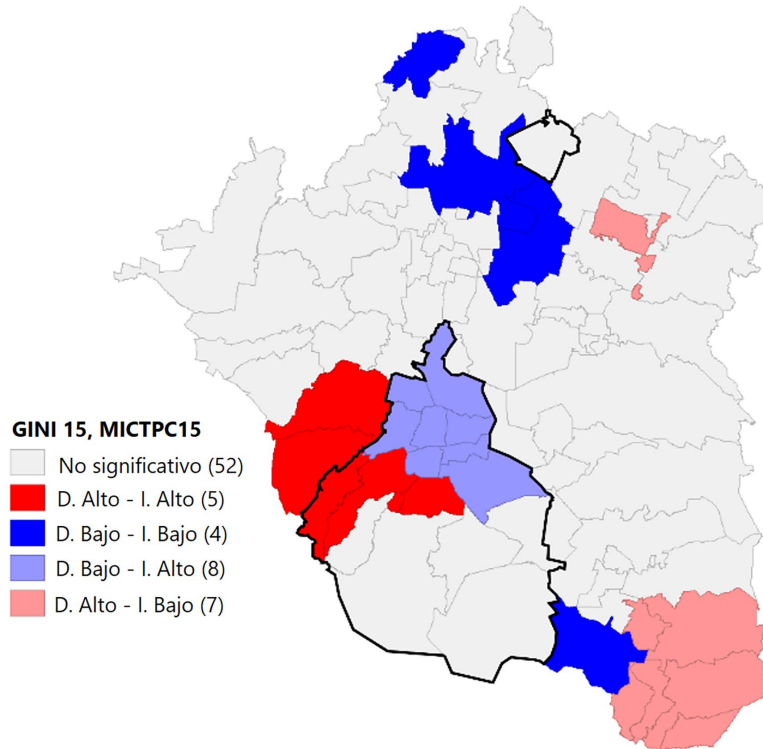 GINI 15, MICTPC15
No significativo (52)
D. Alto - I. Alto (5)
D. Bajo - I. Bajo (4)
D. Bajo - I. Alto (8)
D. Alto - I. Bajo (7)